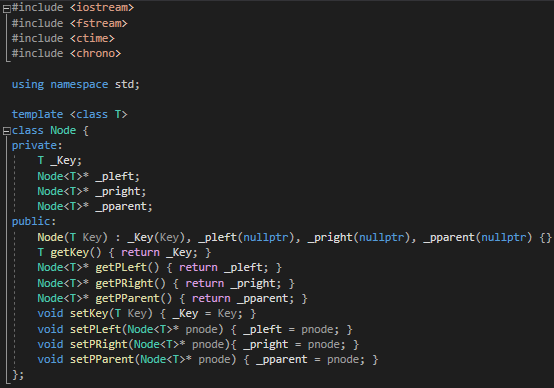 #include <iostream>
#include <fstream>
#include <ctime>
#include <chrono>
using namespace std;
template <class T>
class Node {
private:
T _Key;
Node<T>* _pleft;
Node<T>* _pright;
Node<T>* _pparent;
public:
Node(T Key) : _Key(Key), _pleft(nullptr), _pright(nullptr), _pparent(nullptr) {}
T getKey() { return _Key; }
Node<T>* getPLeft() { return _pleft; }
Node<T>* getPRight() { return _pright; }
Node<T>* getPParent() { return _pparent; }
void setKey(T Key) { _Key = Key; }
void setPLeft(Node<T>* pnode) { _pleft = pnode; }
void setPRight(Node<T>* pnode){ _pright = pnode; }
void setPParent(Node<T>* pnode) { _pparent = pnode; }
};